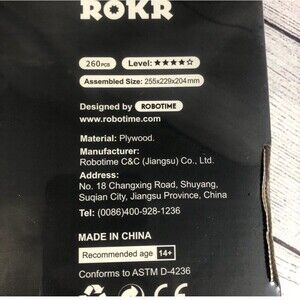 ROKR
260PCS Level: ★★★★☆
Assembled Size: 255x229x204mm
Designed by ROBOTIME
www.robotime.com
Material: Plywood.
Manufacturer:
Robotime C&C (Jiangsu) Co., Ltd.
Address:
No. 18 Changxing Road, Shuyang,
Suqian City, Jiangsu Province, China
Tel: (0086)400-928-1236
MADE IN CHINA
Recommended age 14+
Conforms to ASTM D-4236